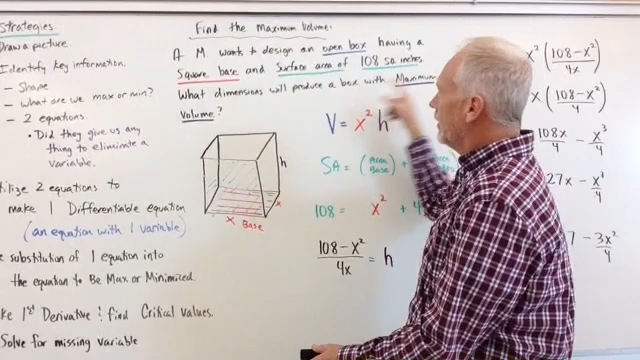 Strategies
Draw a picture.
Identify key information.
- Shape
- What are we max or min?
- 2 equations.
• Did they give us any
thing to eliminate a
variable.
2 equations to
make 1 Differentiable equation
(an equation with 1 variable)
substitution of 1 equation into
the equation to Be Max or Minimized.
1st Derivative & find Critical values.
Solve for missing variable
Find the Maximum Volume.
A M. wants to design an open box having a
Square base and Surface area of 108 sq inches.
What dimensions will produce a box with Maximum
Volume?
h
x
x
Base
V = x² h
SA = (Area Base) +
108 = x² + 4
(108 - x²)/4x = h
x² (108-x²/4x)
x (108-x²/4)
108x/4 - x³/4
27x - x³/4
- 3x²/4